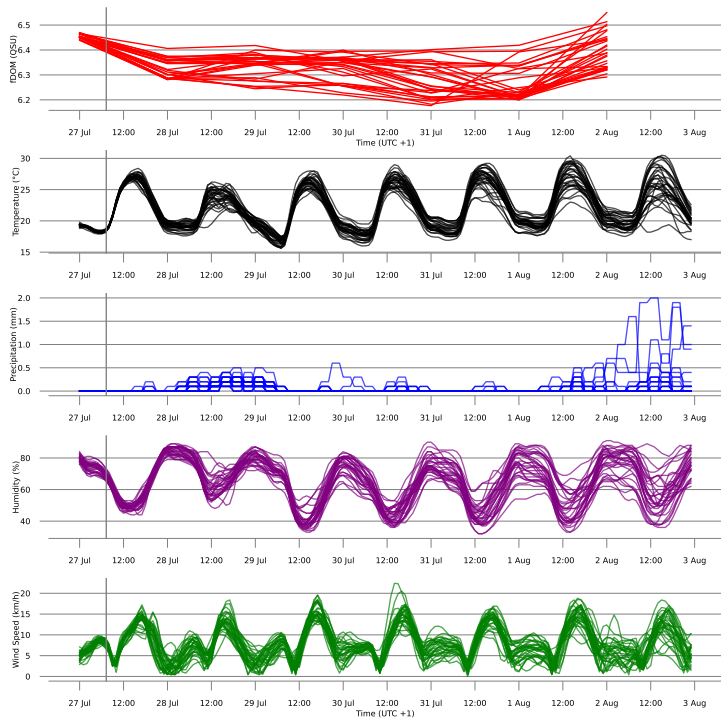 fDOM (QSU)
6.5
6.4
6.3
6.2
27 Jul 12:00 28 Jul 12:00 29 Jul 12:00 30 Jul 12:00 31 Jul 12:00 1 Aug 12:00 2 Aug 12:00 3 Aug
Time (UTC +1)
Temperature (°C)
30
25
20
15
27 Jul 12:00 28 Jul 12:00 29 Jul 12:00 30 Jul 12:00 31 Jul 12:00 1 Aug 12:00 2 Aug 12:00 3 Aug
Precipitation (mm)
2.0
1.5
1.0
0.5
0.0
27 Jul 12:00 28 Jul 12:00 29 Jul 12:00 30 Jul 12:00 31 Jul 12:00 1 Aug 12:00 2 Aug 12:00 3 Aug
Humidity (%)
80
60
40
27 Jul 12:00 28 Jul 12:00 29 Jul 12:00 30 Jul 12:00 31 Jul 12:00 1 Aug 12:00 2 Aug 12:00 3 Aug
Wind Speed (km/h)
20
15
10
5
0
27 Jul 12:00 28 Jul 12:00 29 Jul 12:00 30 Jul 12:00 31 Jul 12:00 1 Aug 12:00 2 Aug 12:00 3 Aug
Time (UTC +1)